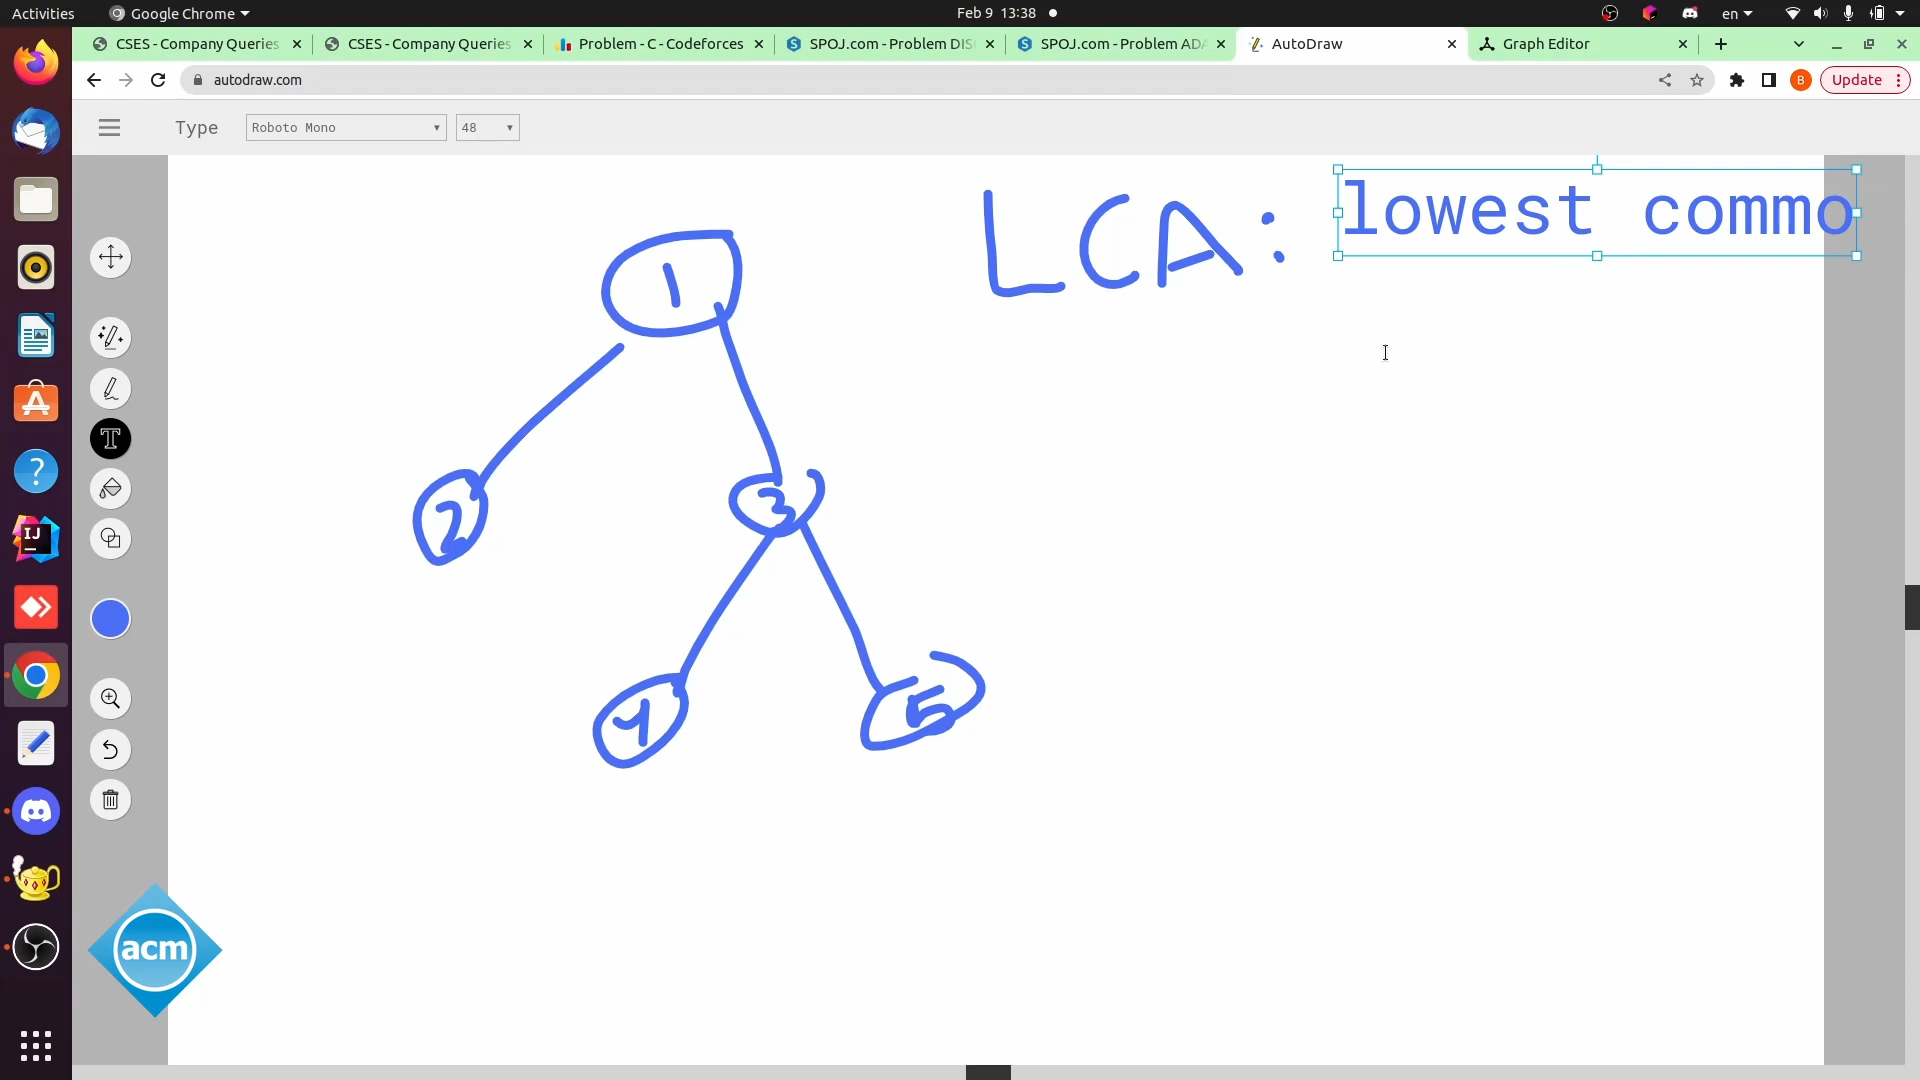 Activities Google Chrome Feb 9 13:38 en
CSES - Company Queries CSES - Company Queries Problem - C - Codeforces SPOJ.com - Problem DIS SPOJ.com - Problem ADA AutoDraw Graph Editor
autodraw.com B Update
Type Roboto Mono 48
LCA: lowest commo
1
2 3
4 5
T
IJ
acm